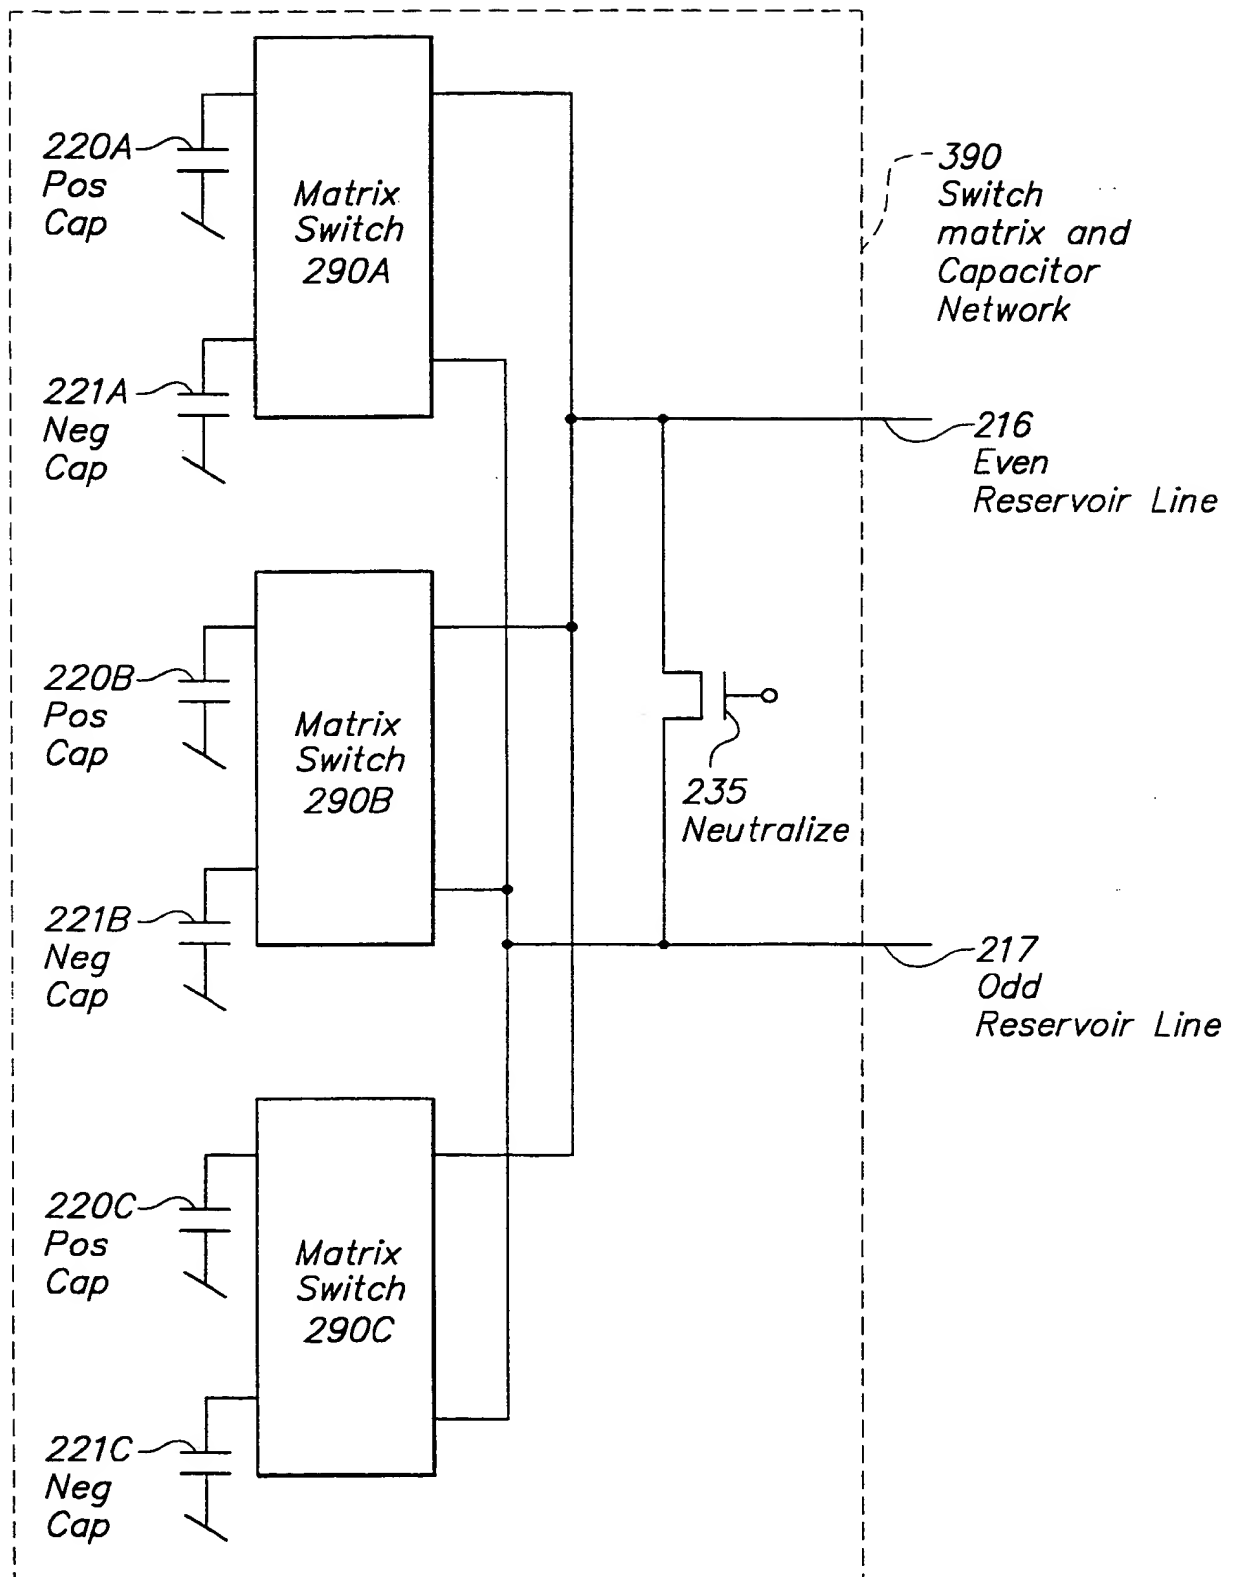 220A
Pos
Cap
Matrix
Switch
290A
390
Switch
matrix and
Capacitor
Network
221A
Neg
Cap
216
Even
Reservoir Line
220B
Pos
Cap
Matrix
Switch
290B
235
Neutralize
221B
Neg
Cap
217
Odd
Reservoir Line
220C
Pos
Cap
Matrix
Switch
290C
221C
Neg
Cap